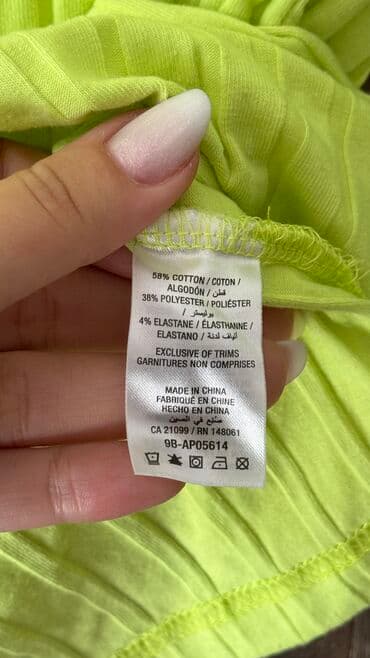 58% COTTON / COTON /
ALGODÓN / قطن
38% POLYESTER / POLIÉSTER
/ بوليستر
4% ELASTANE / ÉLASTHANNE /
ELASTANO / ألياف لدنة
EXCLUSIVE OF TRIMS
GARNITURES NON COMPRISES
MADE IN CHINA
FABRIQUÉ EN CHINE
HECHO EN CHINA
صنع في الصين
CA 21099 / RN 148061
9B-AP05614